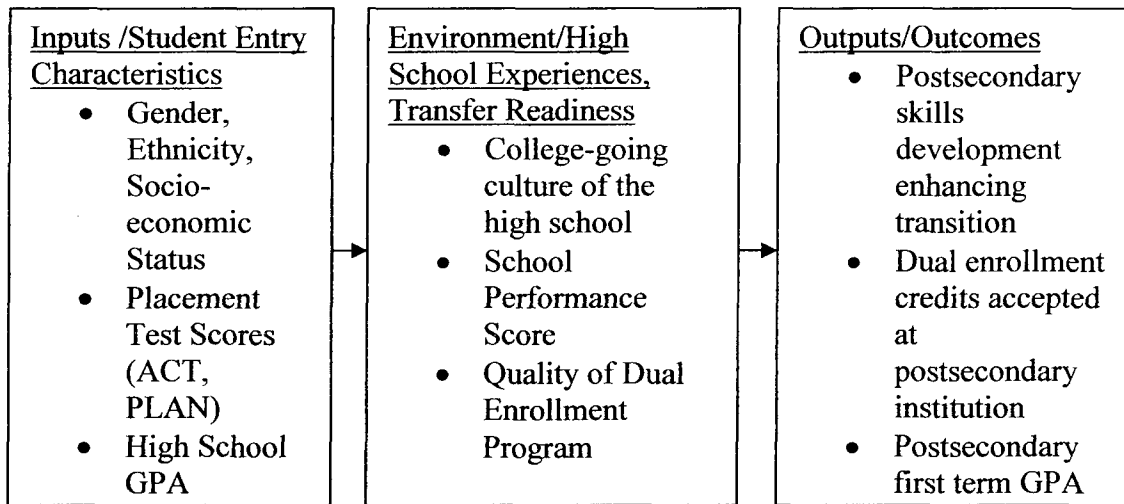 Inputs /Student Entry
Characteristics
• Gender,
Ethnicity,
Socio-
economic
Status
• Placement
Test Scores
(ACT,
PLAN)
• High School
GPA
Environment/High
School Experiences,
Transfer Readiness
• College-going
culture of the
high school
• School
Performance
Score
• Quality of Dual
Enrollment
Program
Outputs/Outcomes
• Postsecondary
skills
development
enhancing
transition
• Dual enrollment
credits accepted
at
postsecondary
institution
• Postsecondary
first term GPA